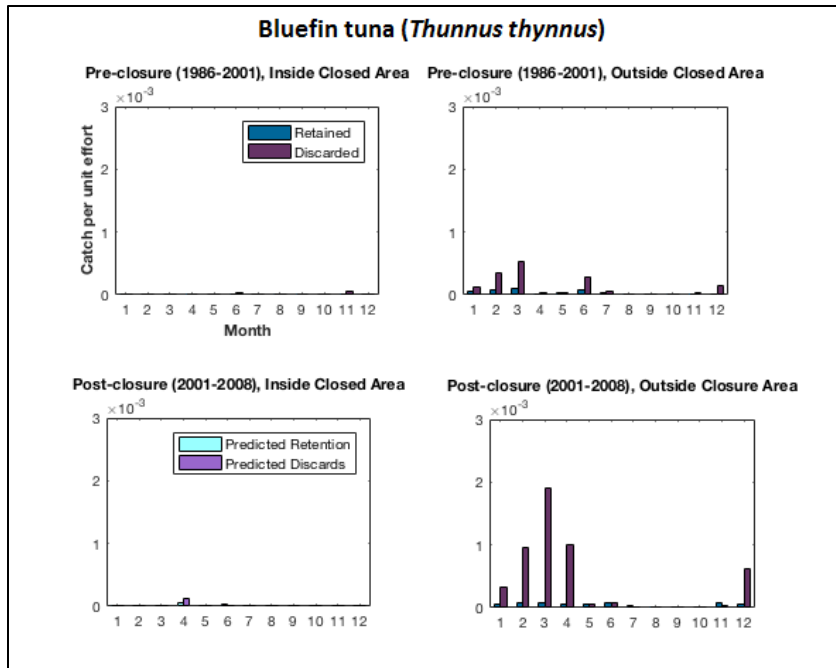 Bluefin tuna (Thunnus thynnus)
Pre-closure (1986-2001), Inside Closed Area
×10-3
3
2
1
0
Catch per unit effort
Retained
Discarded
1 2 3 4 5 6 7 8 9 10 11 12
Month
Pre-closure (1986-2001), Outside Closed Area
×10-3
3
2
1
0
1 2 3 4 5 6 7 8 9 10 11 12
Post-closure (2001-2008), Inside Closed Area
×10-3
3
2
1
0
Predicted Retention
Predicted Discards
1 2 3 4 5 6 7 8 9 10 11 12
Post-closure (2001-2008), Outside Closure Area
×10-3
3
2
1
0
1 2 3 4 5 6 7 8 9 10 11 12